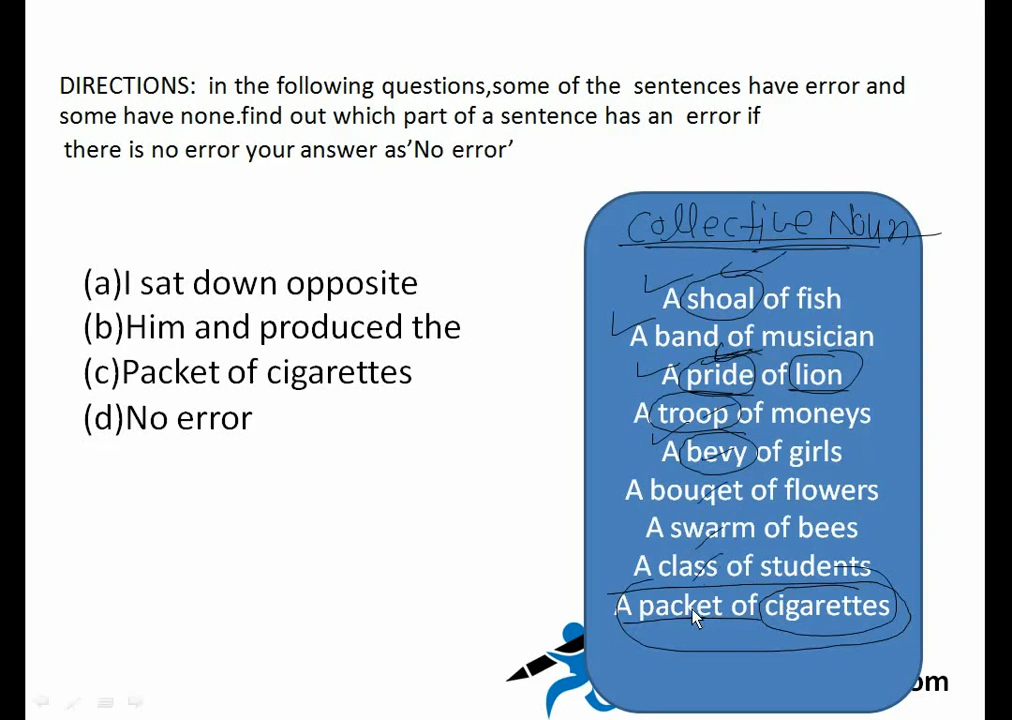 DIRECTIONS: in the following questions,some of the sentences have error and
some have none.find out which part of a sentence has an error if
there is no error your answer as'No error'
(a)I sat down opposite
(b)Him and produced the
(c)Packet of cigarettes
(d)No error
Collective Noun
A shoal of fish
A band of musician
A pride of lion
A troop of moneys
A bevy of girls
A bouqet of flowers
A swarm of bees
A class of students
A packet of cigarettes
om